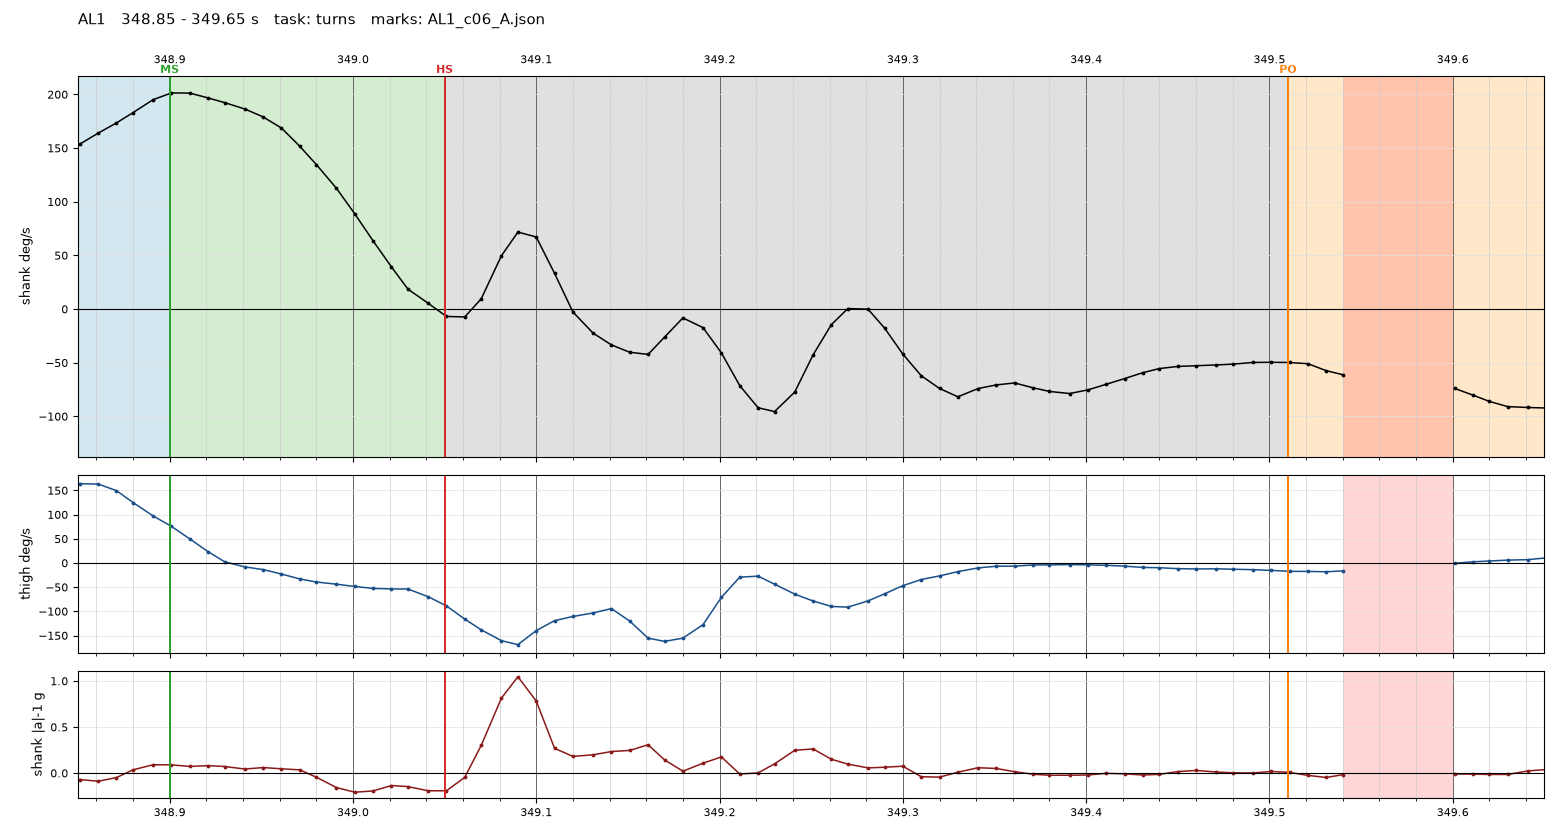 AL1   348.85 - 349.65 s   task: turns   marks: AL1_c06_A.json
348.9 349.0 349.1 349.2 349.3 349.4 349.5 349.6
MS HS PO
shank deg/s
200
150
100
50
0
−50
−100
thigh deg/s
150
100
50
0
−50
−100
−150
shank |a|-1 g
1.0
0.5
0.0
348.9 349.0 349.1 349.2 349.3 349.4 349.5 349.6